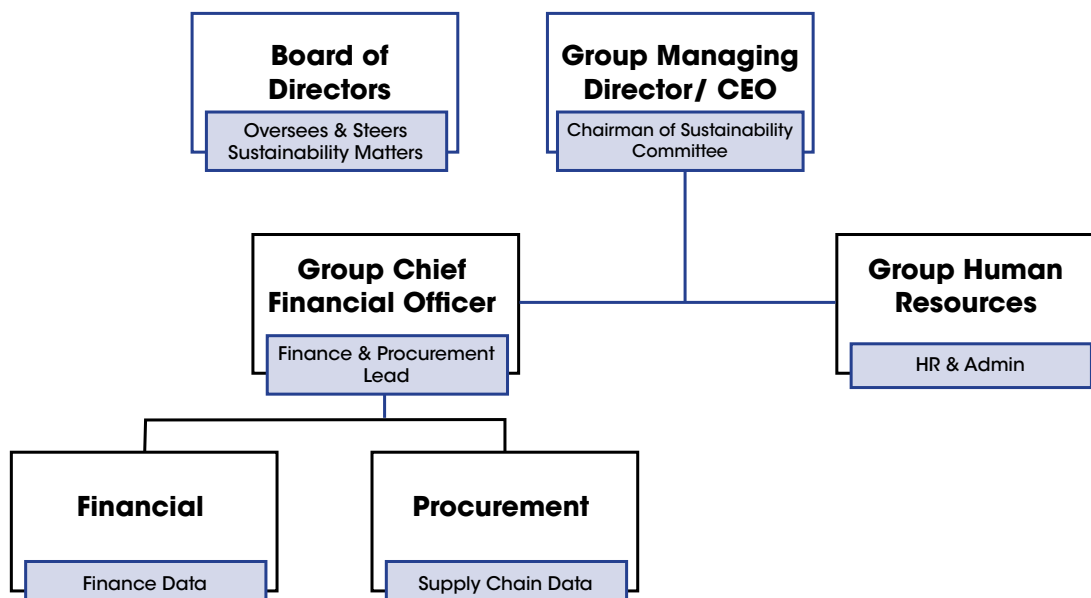 Board of
Directors
Oversees & Steers
Sustainability Matters
Group Managing
Director/ CEO
Chairman of Sustainability
Committee
Group Chief
Financial Officer
Finance & Procurement
Lead
Group Human
Resources
HR & Admin
Financial
Finance Data
Procurement
Supply Chain Data